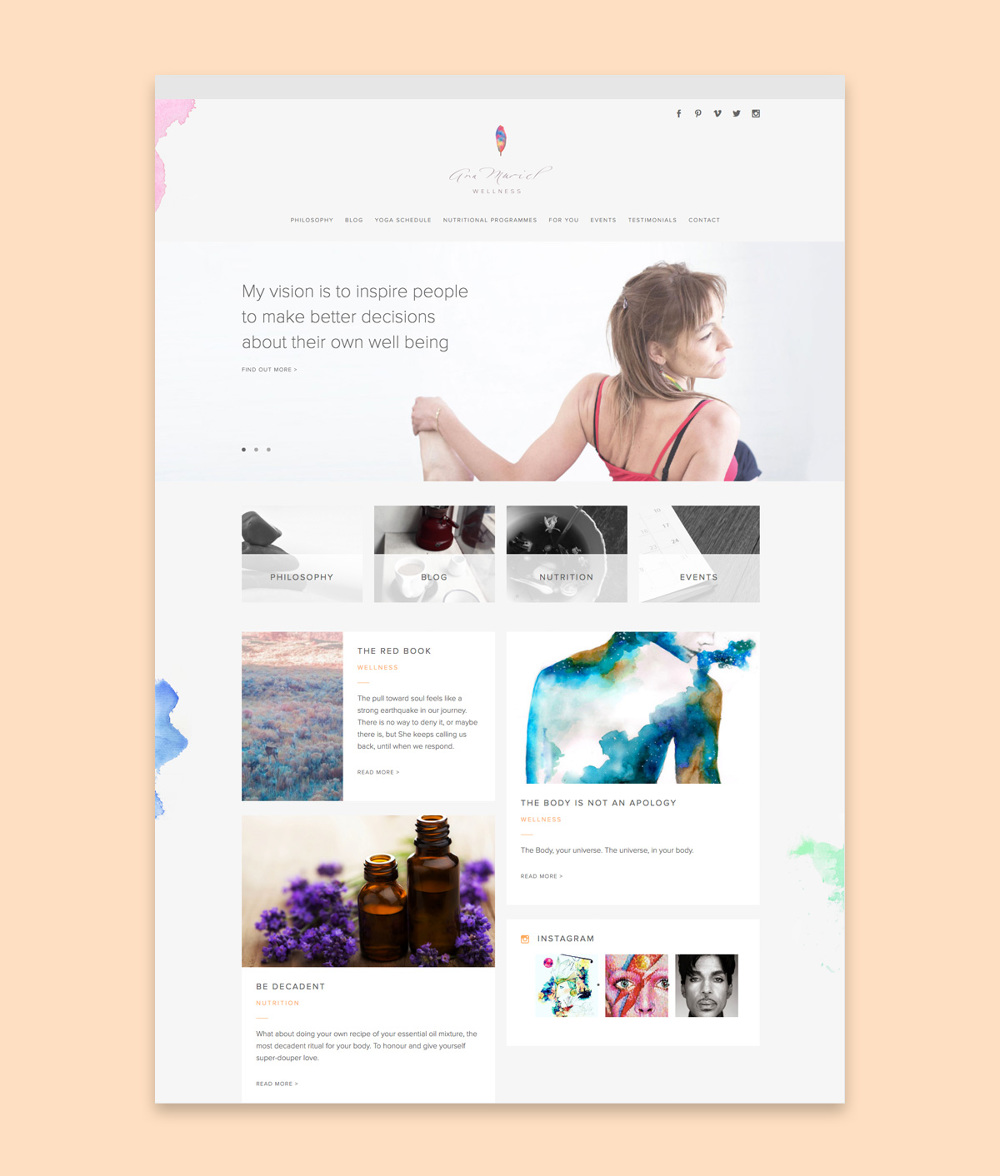 Ana Maricl
WELLNESS
PHILOSOPHY BLOG YOGA SCHEDULE NUTRITIONAL PROGRAMMES FOR YOU EVENTS TESTIMONIALS CONTACT
My vision is to inspire people
to make better decisions
about their own well being
FIND OUT MORE >
PHILOSOPHY
BLOG
NUTRITION
17
24
EVENTS
THE RED BOOK
WELLNESS
The pull toward soul feels like a
strong earthquake in our journey.
There is no way to deny it, or maybe
there is, but She keeps calling us
back, until when we respond.
READ MORE >
THE BODY IS NOT AN APOLOGY
WELLNESS
The Body, your universe. The universe, in your body.
READ MORE >
BE DECADENT
NUTRITION
What about doing your own recipe of your essential oil mixture, the
most decadent ritual for your body. To honour and give yourself
super-douper love.
READ MORE >
INSTAGRAM